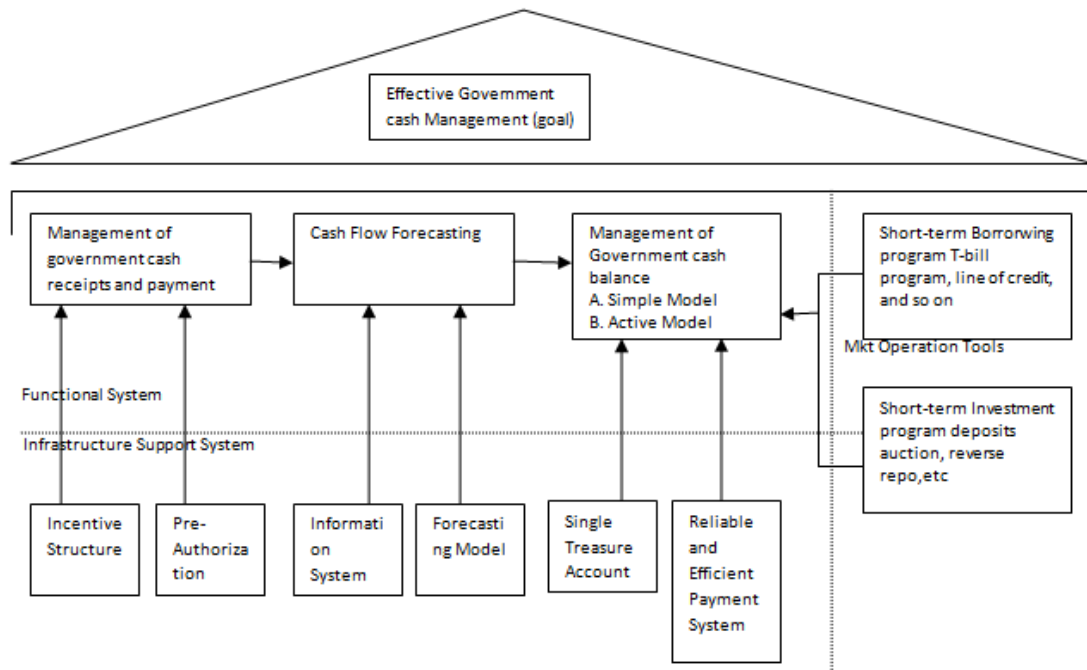 Effective Government
cash Management (goal)
Management of
government cash
receipts and payment
Cash Flow Forecasting
Management of
Government cash
balance
A. Simple Model
B. Active Model
Short-term Borrorwing
program T-bill
program, line of credit,
and so on
Mkt Operation Tools
Functional System
Infrastructure Support System
Short-term Investment
program deposits
auction, reverse
repo,etc
Incentive
Structure
Pre-
Authoriza
tion
Informati
on
System
Forecasti
ng Model
Single
Treasure
Account
Reliable
and
Efficient
Payment
System